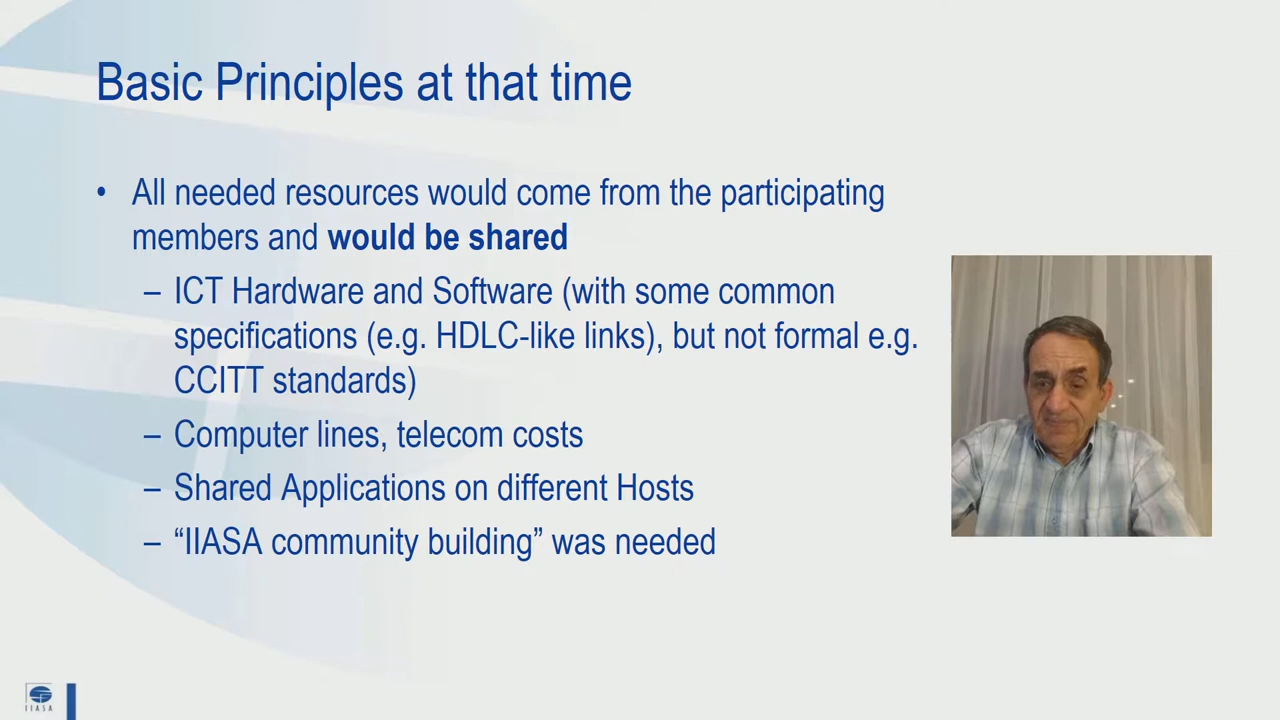 Basic Principles at that time
• All needed resources would come from the participating
members and would be shared
– ICT Hardware and Software (with some common
specifications (e.g. HDLC-like links), but not formal e.g.
CCITT standards)
– Computer lines, telecom costs
– Shared Applications on different Hosts
– “IIASA community building” was needed
IIASA